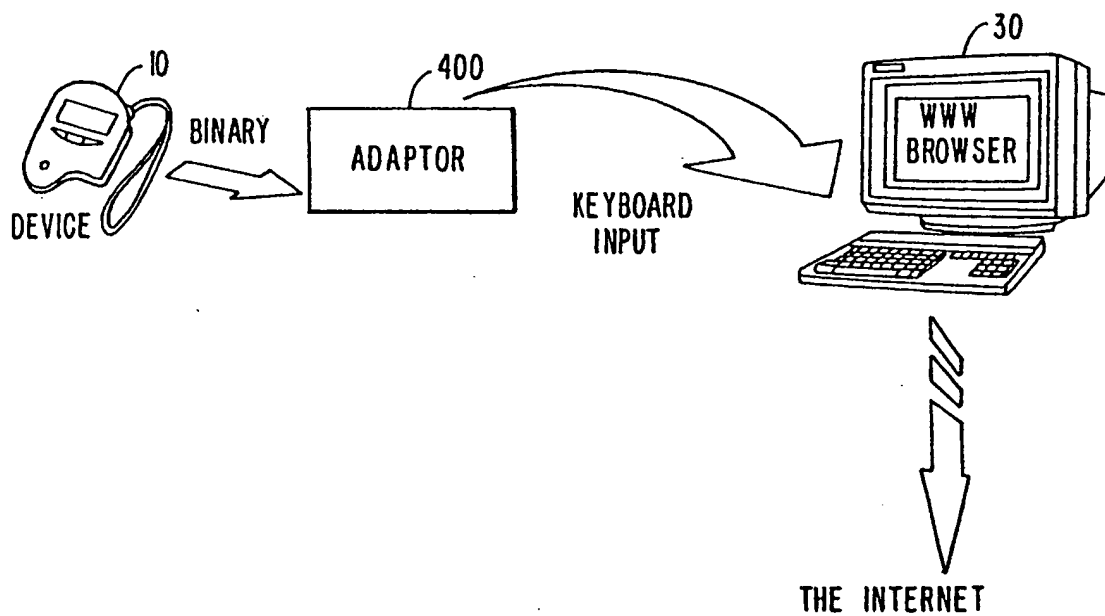 10
400
30
BINARY
ADAPTOR
WWW
BROWSER
DEVICE
KEYBOARD
INPUT
THE INTERNET